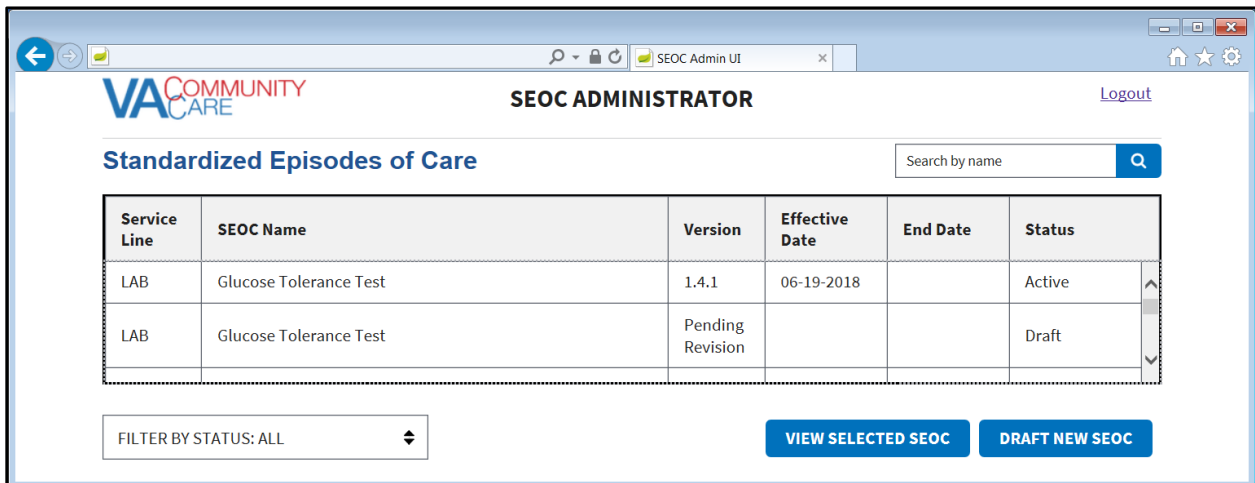 SEOC Admin UI
VA COMMUNITY CARE
SEOC ADMINISTRATOR
Logout
Standardized Episodes of Care
Search by name
Service Line SEOC Name Version Effective Date End Date Status
LAB Glucose Tolerance Test 1.4.1 06-19-2018 Active
LAB Glucose Tolerance Test Pending Revision Draft
FILTER BY STATUS: ALL
VIEW SELECTED SEOC DRAFT NEW SEOC